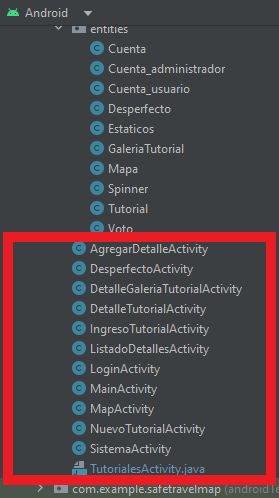 Android
entities
Cuenta
Cuenta_administrador
Cuenta_usuario
Desperfecto
Estaticos
GaleriaTutorial
Mapa
Spinner
Tutorial
Voto
AgregarDetalleActivity
DesperfectoActivity
DetalleGaleriaTutorialActivity
DetalleTutorialActivity
IngresoTutorialActivity
ListadoDetallesActivity
LoginActivity
MainActivity
MapActivity
NuevoTutorialActivity
SistemaActivity
TutorialesActivity.java
com.example.safetravelmap (androidTe